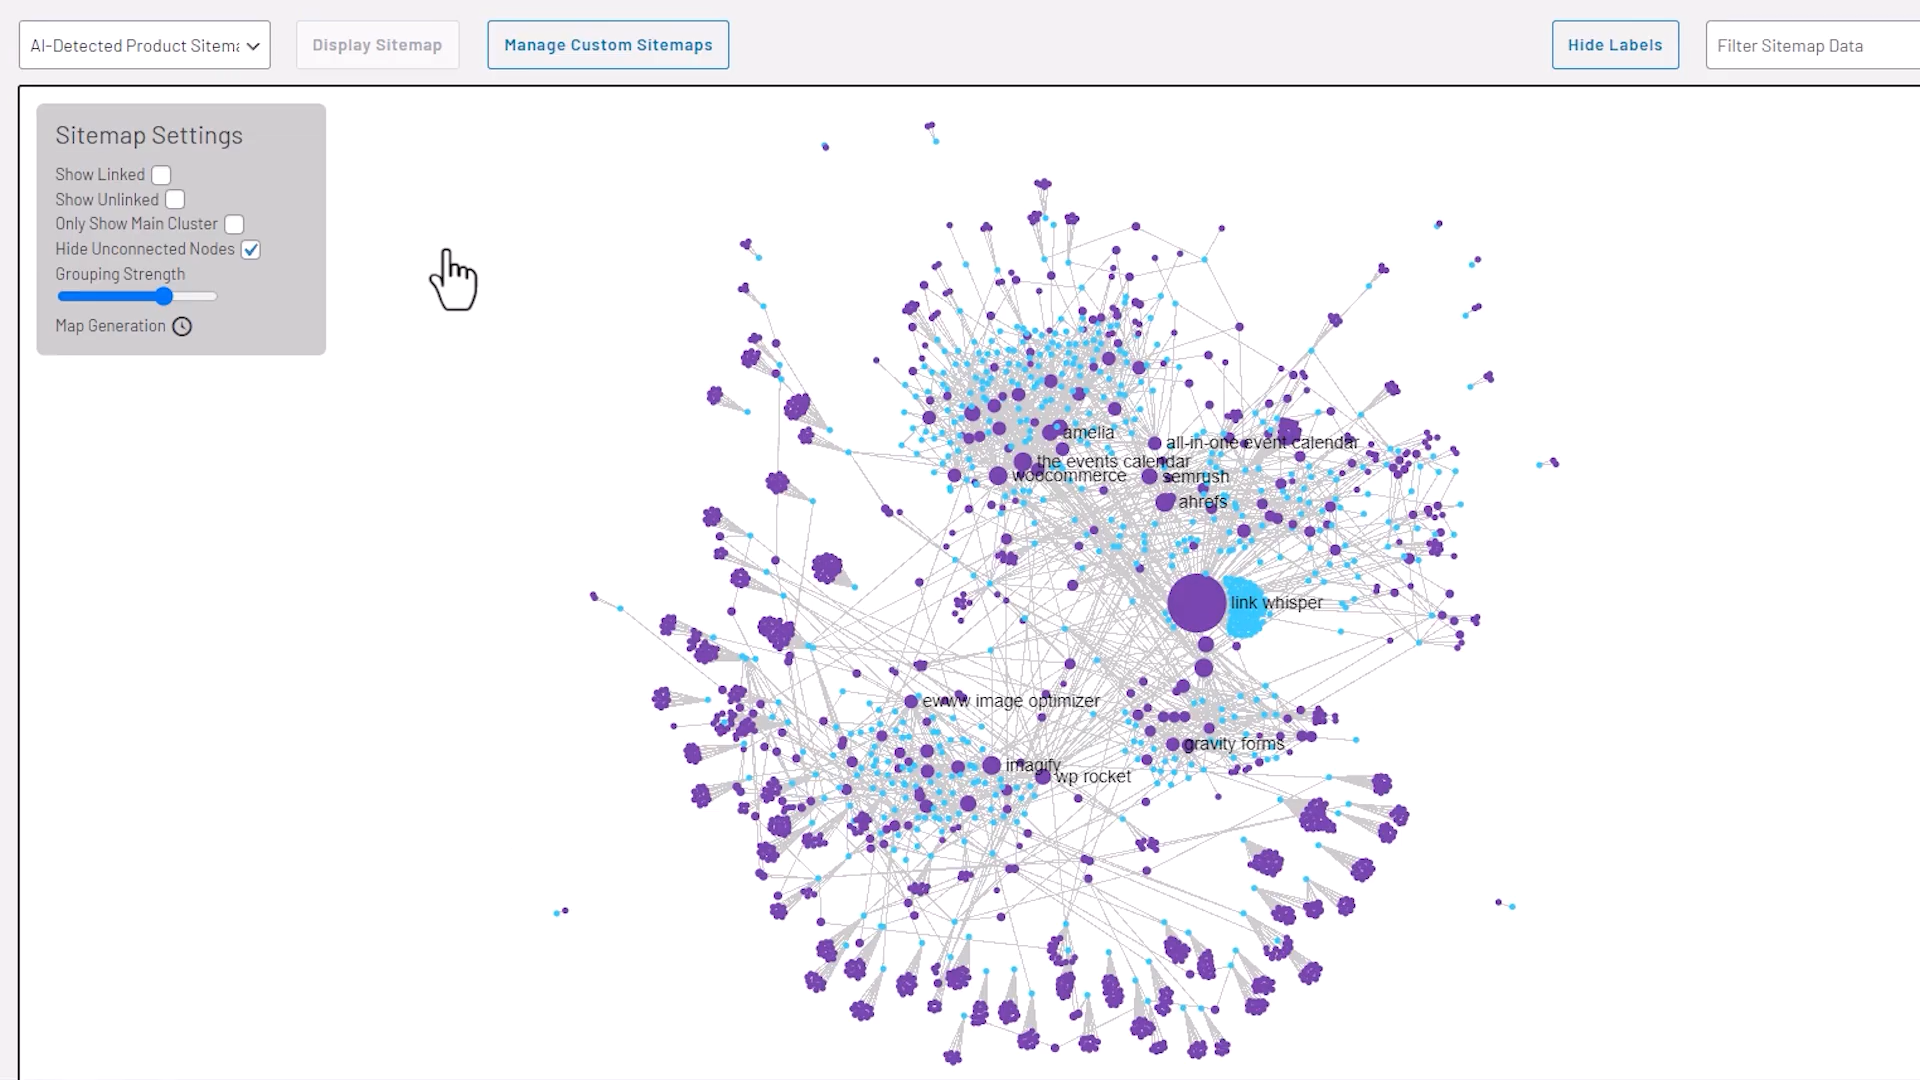 AI-Detected Product Sitema
Display Sitemap
Manage Custom Sitemaps
Hide Labels
Filter Sitemap Data
Sitemap Settings
Show Linked
Show Unlinked
Only Show Main Cluster
Hide Unconnected Nodes
Grouping Strength
Map Generation
amelia
all-in-one event calendar
the events calendar
woocommerce
semrush
ahrefs
link whisper
ewww image optimizer
gravity forms
imagify
wp rocket